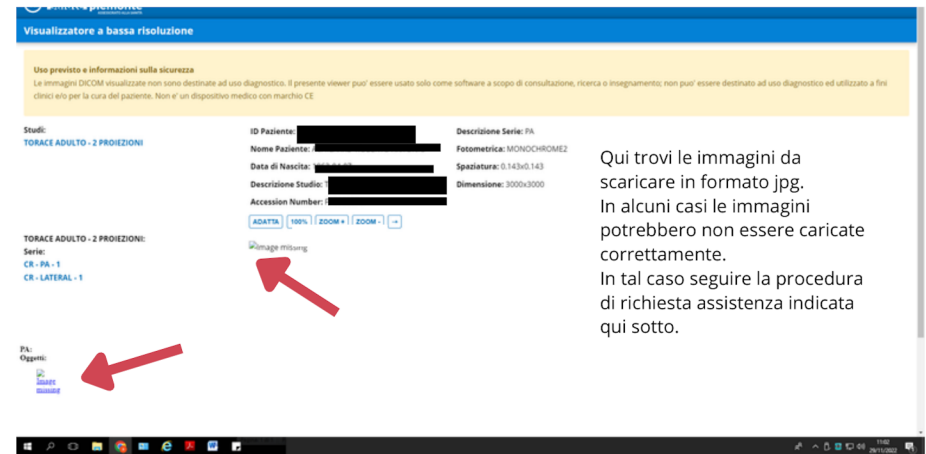 piemonte
Visualizzatore a bassa risoluzione
Uso previsto e informazioni sulla sicurezza
Le immagini DICOM visualizzate non sono destinate ad uso diagnostico. Il presente viewer puo' essere usato solo come software a scopo di consultazione, ricerca o insegnamento; non puo' essere destinato ad uso diagnostico ed utilizzato a fini
clinici e/o per la cura del paziente. Non e' un dispositivo medico con marchio CE
Studi:
TORACE ADULTO - 2 PROIEZIONI
ID Paziente:
Nome Paziente:
Data di Nascita:
Descrizione Studio:
Accession Number:
Descrizione Serie: PA
Fotometrica: MONOCHROME2
Spaziatura: 0.143x0.143
Dimensione: 3000x3000
ADATTA 100% ZOOM + ZOOM - →
TORACE ADULTO - 2 PROIEZIONI:
Serie:
CR - PA - 1
CR - LATERAL - 1
Image missing
Qui trovi le immagini da
scaricare in formato jpg.
In alcuni casi le immagini
potrebbero non essere caricate
correttamente.
In tal caso seguire la procedura
di richiesta assistenza indicata
qui sotto.
PA:
Oggetti:
Image
missing
11:02
29/11/2022